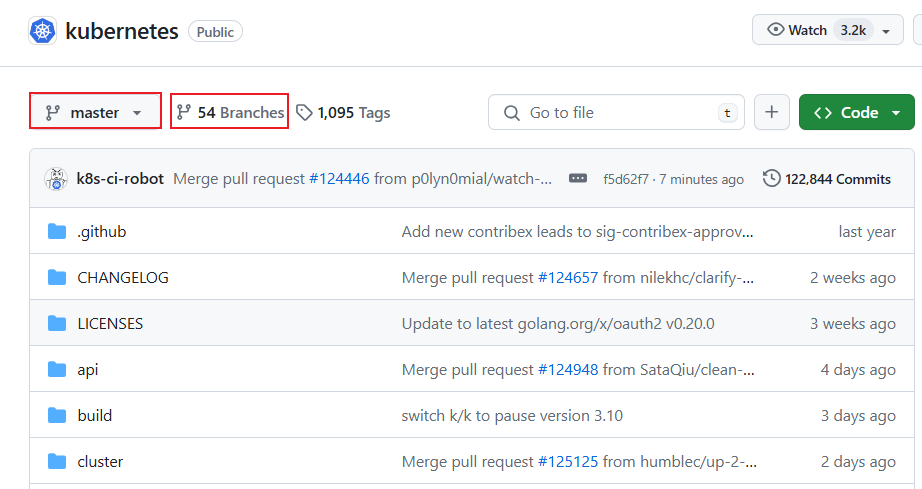 kubernetes Public Watch 3.2k
master 54 Branches 1,095 Tags Go to file t Code
k8s-ci-robot Merge pull request #124446 from p0lyn0mial/watch-... f5d62f7 · 7 minutes ago 122,844 Commits
.github Add new contribex leads to sig-contribex-approv... last year
CHANGELOG Merge pull request #124657 from nilekhc/clarify-... 2 weeks ago
LICENSES Update to latest golang.org/x/oauth2 v0.20.0 3 weeks ago
api Merge pull request #124948 from SataQiu/clean-... 4 days ago
build switch k/k to pause version 3.10 3 days ago
cluster Merge pull request #125125 from humblec/up-2-... 2 days ago